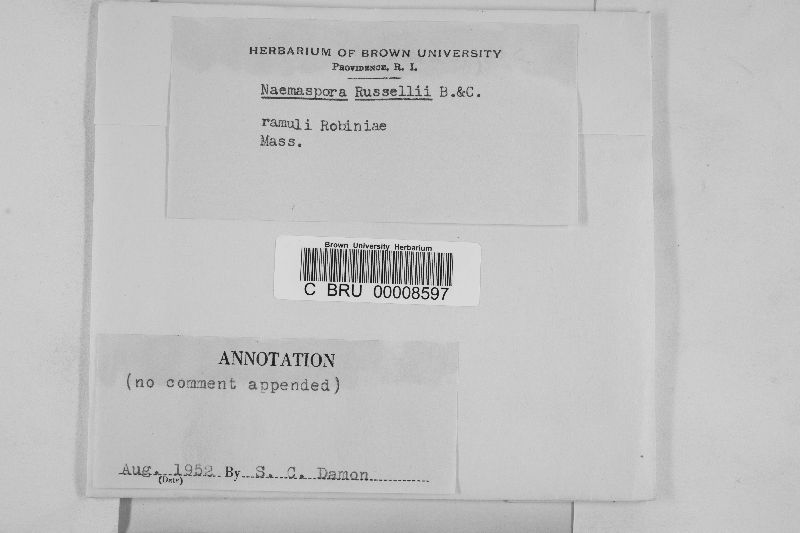 HERBARIUM OF BROWN UNIVERSITY
PROVIDENCE, R. I.
Naemaspora Russellii B.&C.
ramuli Robiniae
Mass.
Brown University Herbarium
C BRU 00008597
ANNOTATION
(no comment appended)
Aug. 1952 By S. C. Damon
(Date)